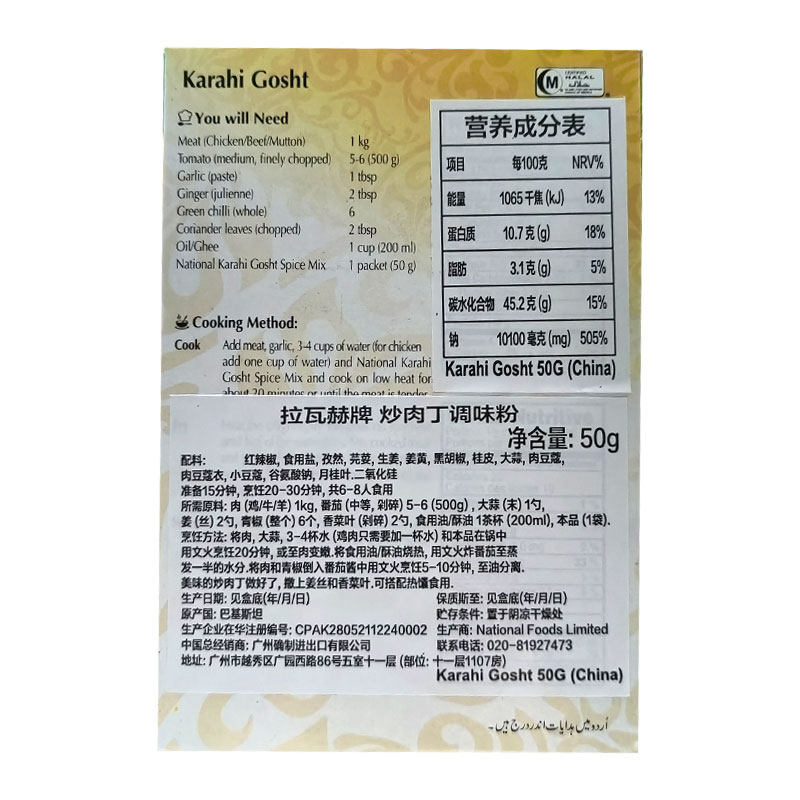 Karahi Gosht
CERTIFIED
HALAL
حلال
M
You will Need
Meat (Chicken/Beef/Mutton) 1 kg
Tomato (medium, finely chopped) 5-6 (500 g)
Garlic (paste) 1 tbsp
Ginger (julienne) 2 tbsp
Green chilli (whole) 6
Coriander leaves (chopped) 2 tbsp
Oil/Ghee 1 cup (200 ml)
National Karahi Gosht Spice Mix 1 packet (50 g)
Cooking Method:
Cook Add meat, garlic, 3-4 cups of water (for chicken
add one cup of water) and National Karahi
Gosht Spice Mix and cook on low heat for
about 20 minutes or until the meat is tender
营养成分表
项目 每100克 NRV%
能量 1065 千焦 (kJ) 13%
蛋白质 10.7 克 (g) 18%
脂肪 3.1 克 (g) 5%
碳水化合物 45.2 克 (g) 15%
钠 10100 毫克 (mg) 505%
Karahi Gosht 50G (China)
拉瓦赫牌 炒肉丁调味粉
净含量: 50g
配料: 红辣椒, 食用盐, 孜然, 芫荽, 生姜, 姜黄, 黑胡椒, 桂皮, 大蒜, 肉豆蔻,
肉豆蔻衣, 小豆蔻, 谷氨酸钠, 月桂叶.二氧化硅
准备15分钟, 烹饪20-30分钟, 共6-8人食用
所需原料: 肉 (鸡/牛/羊) 1kg, 番茄 (中等, 剁碎) 5-6 (500g) , 大蒜 (末) 1勺,
姜 (丝) 2勺, 青椒 (整个) 6个, 香菜叶 (剁碎) 2勺, 食用油/酥油 1茶杯 (200ml), 本品 (1袋).
烹饪方法: 将肉, 大蒜, 3-4杯水 (鸡肉只需要加一杯水) 和本品在锅中
用文火烹饪20分钟, 或至肉变嫩.将食用油/酥油烧热, 用文火炸番茄至蒸
发一半的水分.将肉和青椒倒入番茄酱中用文火烹饪5-10分钟, 至油分离.
美味的炒肉丁做好了, 撒上姜丝和香菜叶.可搭配热馕食用.
生产日期: 见盒底(年/月/日) 保质斯至: 见盒底(年/月/日)
原产国: 巴基斯坦 贮存条件: 置于阴凉干燥处
生产企业在华注册编号: CPAK28052112240002 生产商: National Foods Limited
中国总经销商: 广州确制进出口有限公司 联系电话: 020-81927473
地址: 广州市越秀区广园西路86号五室十一层 (部位: 十一层1107房)
Karahi Gosht 50G (China)
اُردو میں ہدایات اندر درج ہیں۔